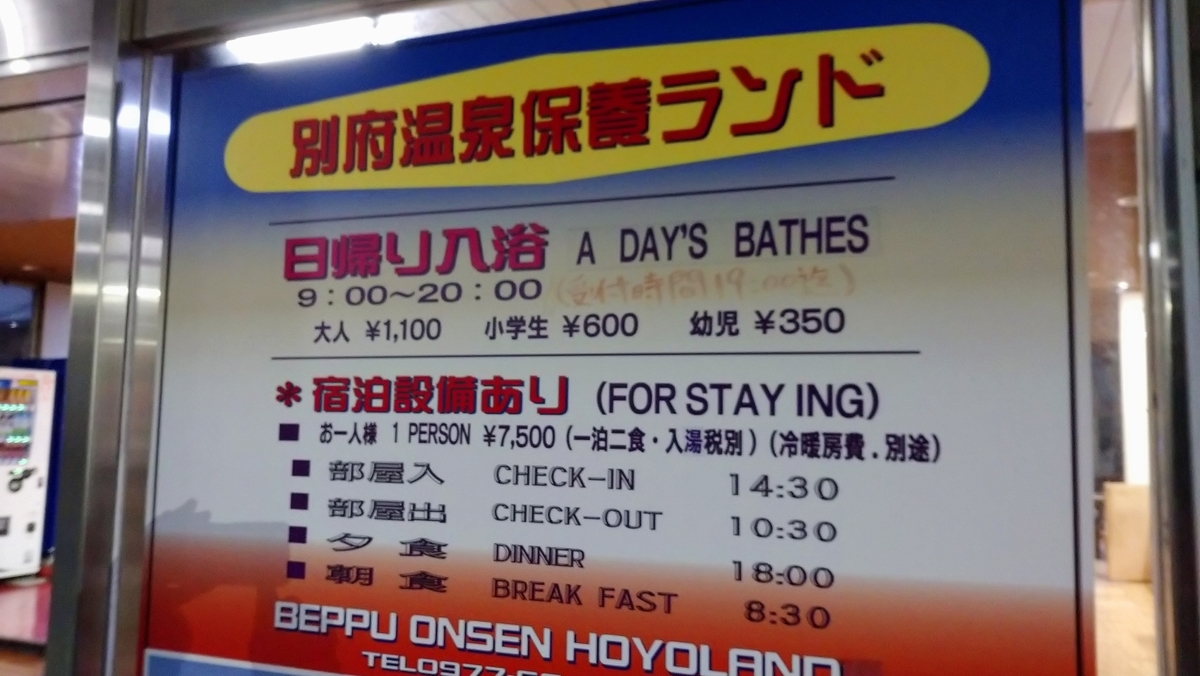 別府温泉保養ランド
日帰り入浴 A DAY'S BATHES
9:00〜20:00 (受付時間19:00迄)
大人 ¥1,100 小学生 ¥600 幼児 ¥350
＊宿泊設備あり (FOR STAY ING)
■ お一人様 1 PERSON ¥7,500 (一泊二食・入湯税別) (冷暖房費.別途)
■ 部屋入 CHECK-IN 14:30
■ 部屋出 CHECK-OUT 10:30
■ 夕食 DINNER 18:00
■ 朝食 BREAK FAST 8:30
BEPPU ONSEN HOYOLAND
TEL0977-